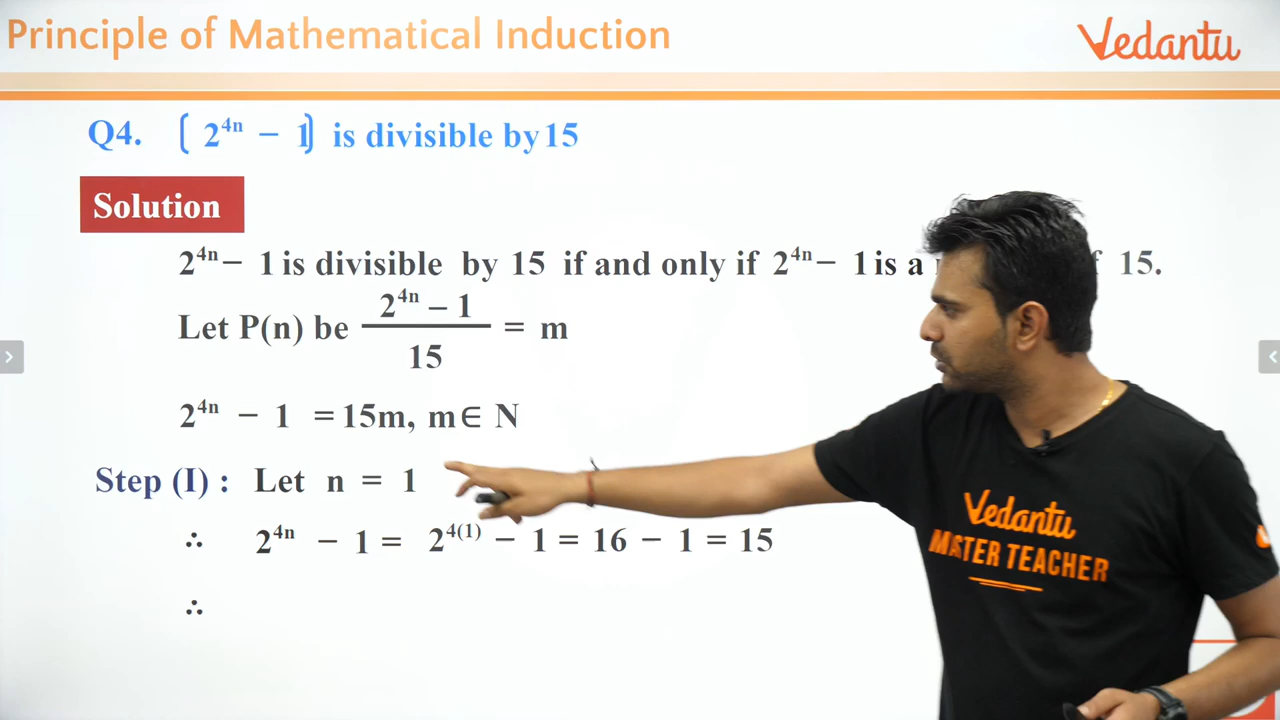 Principle of Mathematical Induction
Vedantu
Q4. [ 2⁴ⁿ − 1] is divisible by 15
Solution
2⁴ⁿ − 1 is divisible by 15 if and only if 2⁴ⁿ − 1 is a 15.
Let P(n) be (2⁴ⁿ − 1)/15 = m
2⁴ⁿ − 1 = 15m, m ∈ N
Step (I) : Let n = 1
∴ 2⁴ⁿ − 1 = 2⁴⁽¹⁾ − 1 = 16 − 1 = 15
∴
Vedantu
MASTER TEACHER